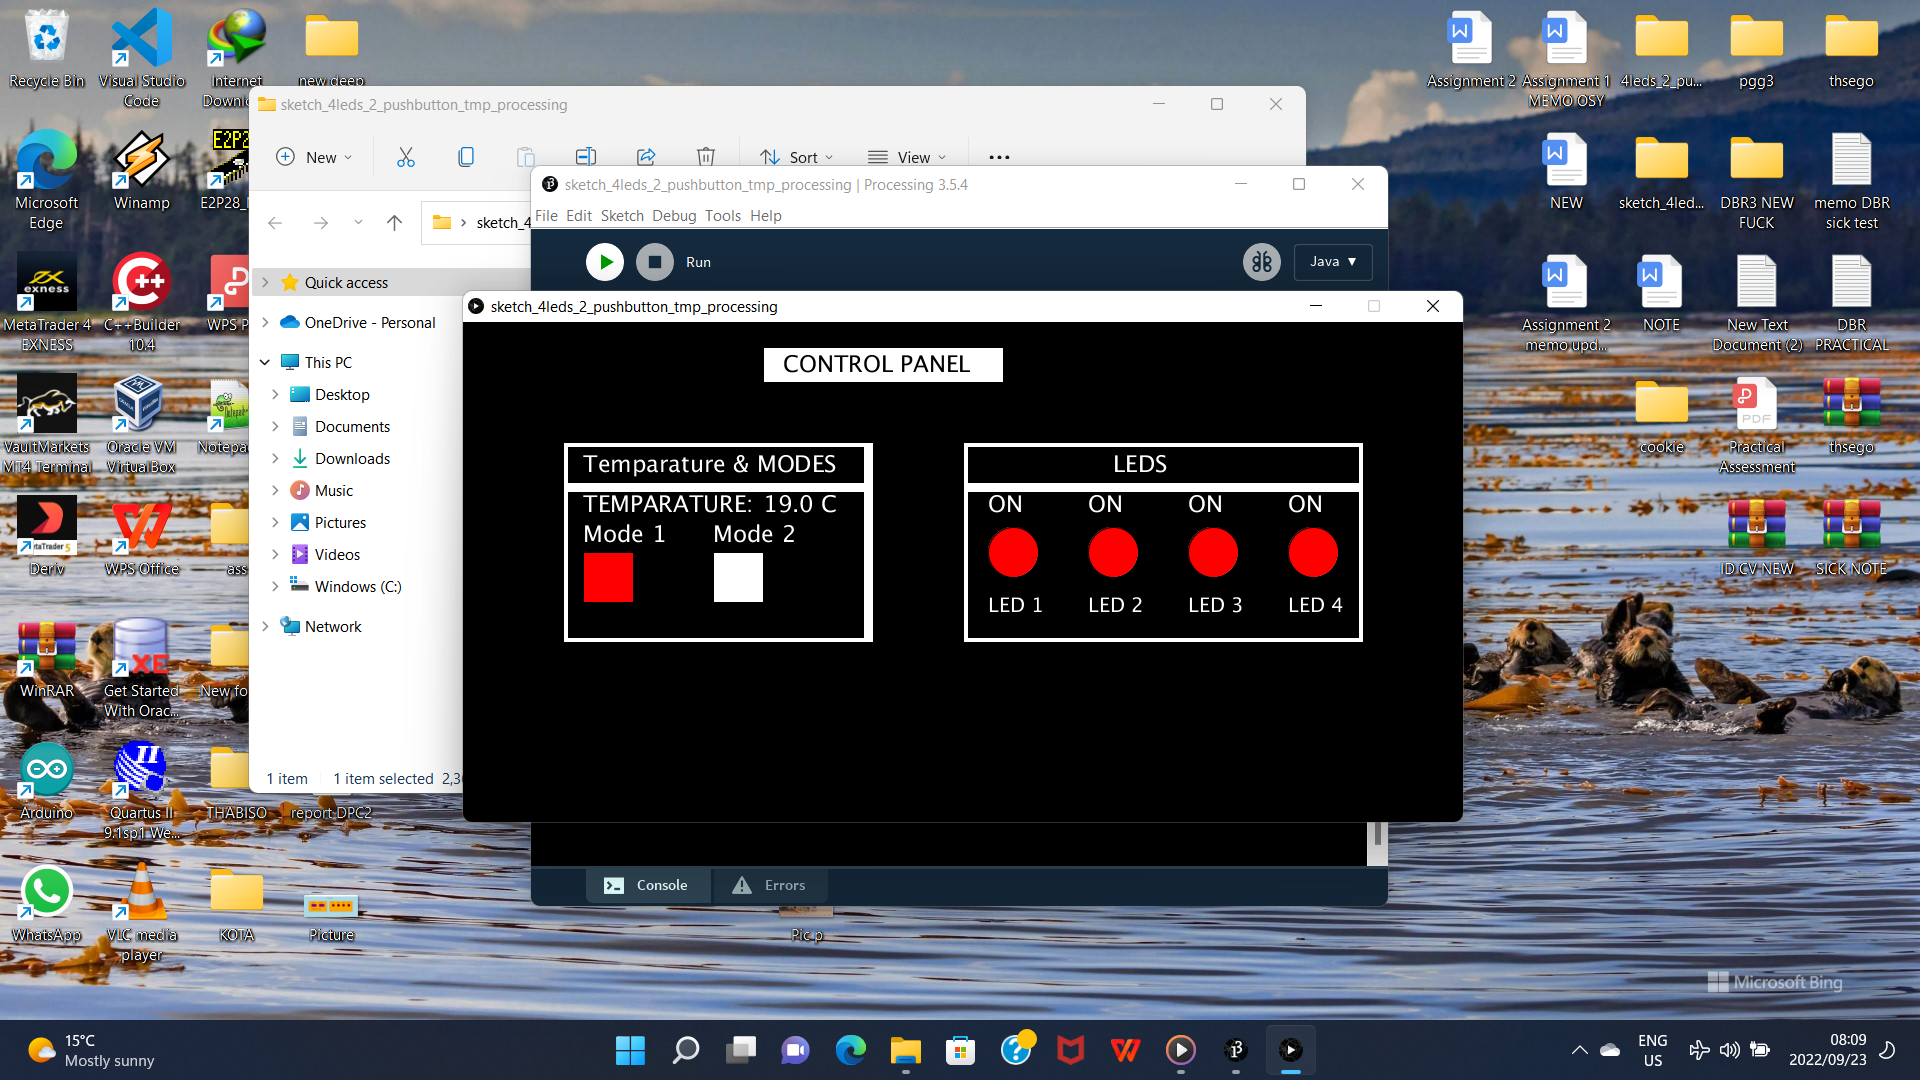 Recycle Bin
Visual Studio
Code
Internet
Downl
new deep
Microsoft
Edge
Winamp
E2P28_
MetaTrader 4
EXNESS
C++Builder
10.4
WPS P
VaultMarkets
MT4 Terminal
Oracle VM
VirtualBox
Notepa
Deriv
WPS Office
ass
WinRAR
Get Started
With Orac...
New fo
Arduino
Quartus II
9.1sp1 We...
THABISO
report DPC2
WhatsApp
VLC media
player
KOTA
Picture
Pic p
sketch_4leds_2_pushbutton_tmp_processing
New
Sort
View
sketch_4
Quick access
OneDrive - Personal
This PC
Desktop
Documents
Downloads
Music
Pictures
Videos
Windows (C:)
Network
1 item
1 item selected
2,3
sketch_4leds_2_pushbutton_tmp_processing | Processing 3.5.4
File Edit Sketch Debug Tools Help
Run
Java ▼
sketch_4leds_2_pushbutton_tmp_processing
CONTROL PANEL
Temparature & MODES
TEMPARATURE: 19.0 C
Mode 1 Mode 2
LEDS
ON ON ON ON
LED 1 LED 2 LED 3 LED 4
Console
Errors
Assignment 2
Assignment 1
MEMO OSY
4leds_2_pu...
pgg3
thsego
NEW
sketch_4led...
DBR3 NEW
FUCK
memo DBR
sick test
Assignment 2
memo upd...
NOTE
New Text
Document (2)
DBR
PRACTICAL
cookie
PDF
Practical
Assessment
thsego
ID.CV NEW
SICK NOTE
Microsoft Bing
15°C
Mostly sunny
ENG
US
08:09
2022/09/23